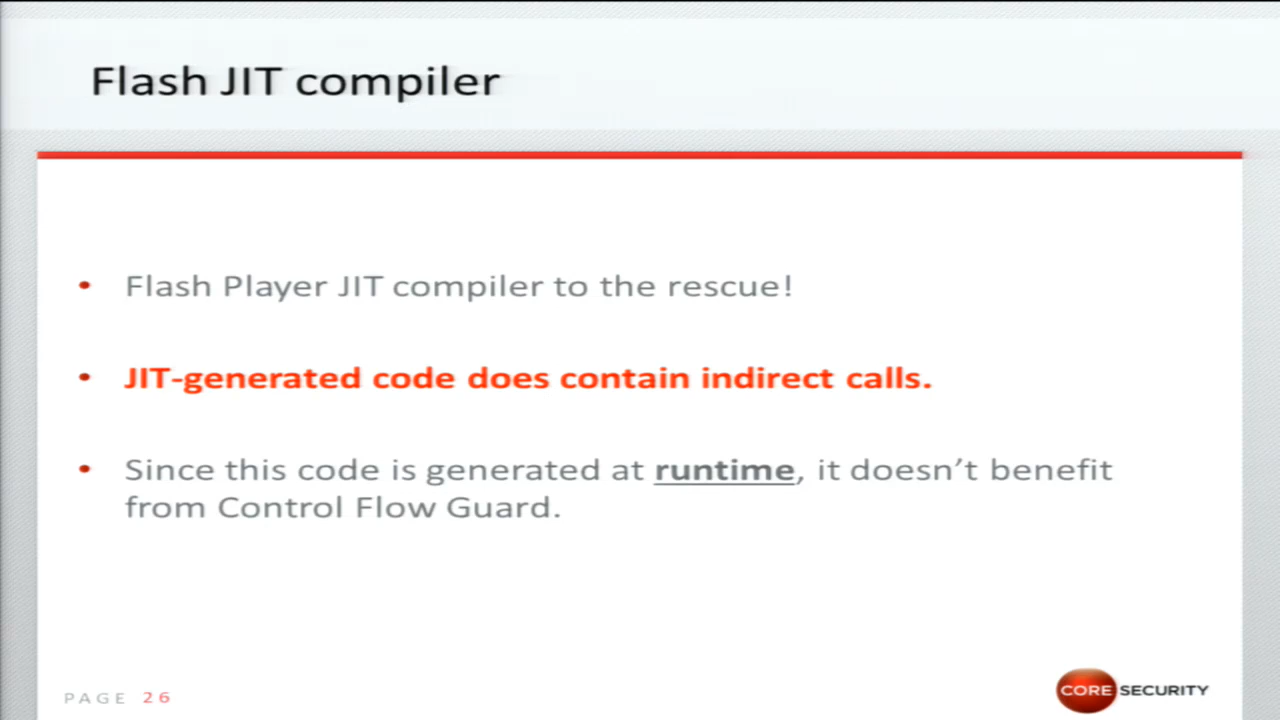 Flash JIT compiler
• Flash Player JIT compiler to the rescue!
• JIT-generated code does contain indirect calls.
• Since this code is generated at runtime, it doesn’t benefit
from Control Flow Guard.
PAGE 26
CORE SECURITY